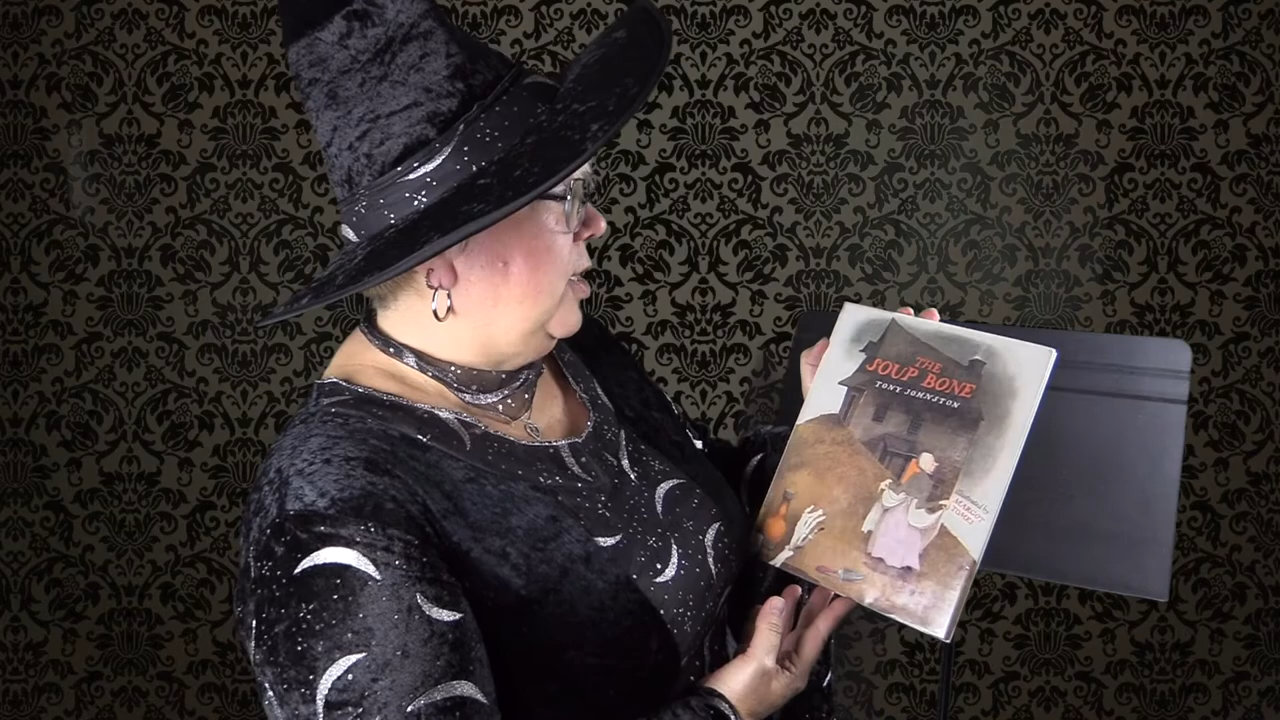 THE
SOUP BONE
TONY JOHNSTON
illustrated by
MARGOT
TOMES